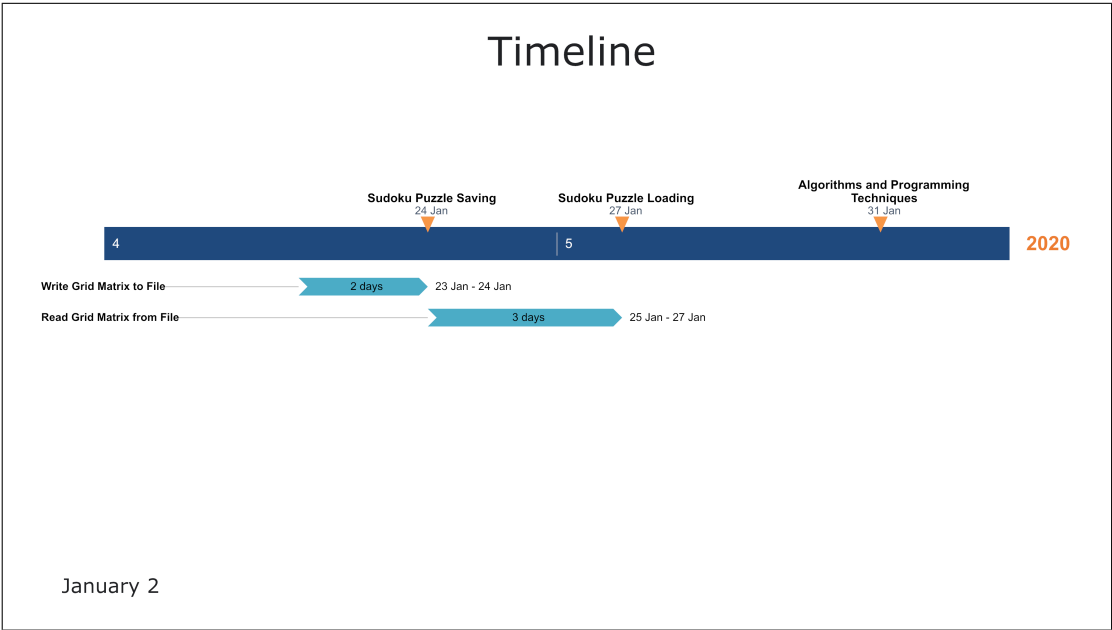 Timeline
Sudoku Puzzle Saving
24 Jan
Sudoku Puzzle Loading
27 Jan
Algorithms and Programming
Techniques
31 Jan
4
5
2020
Write Grid Matrix to File
2 days
23 Jan - 24 Jan
Read Grid Matrix from File
3 days
25 Jan - 27 Jan
January 2